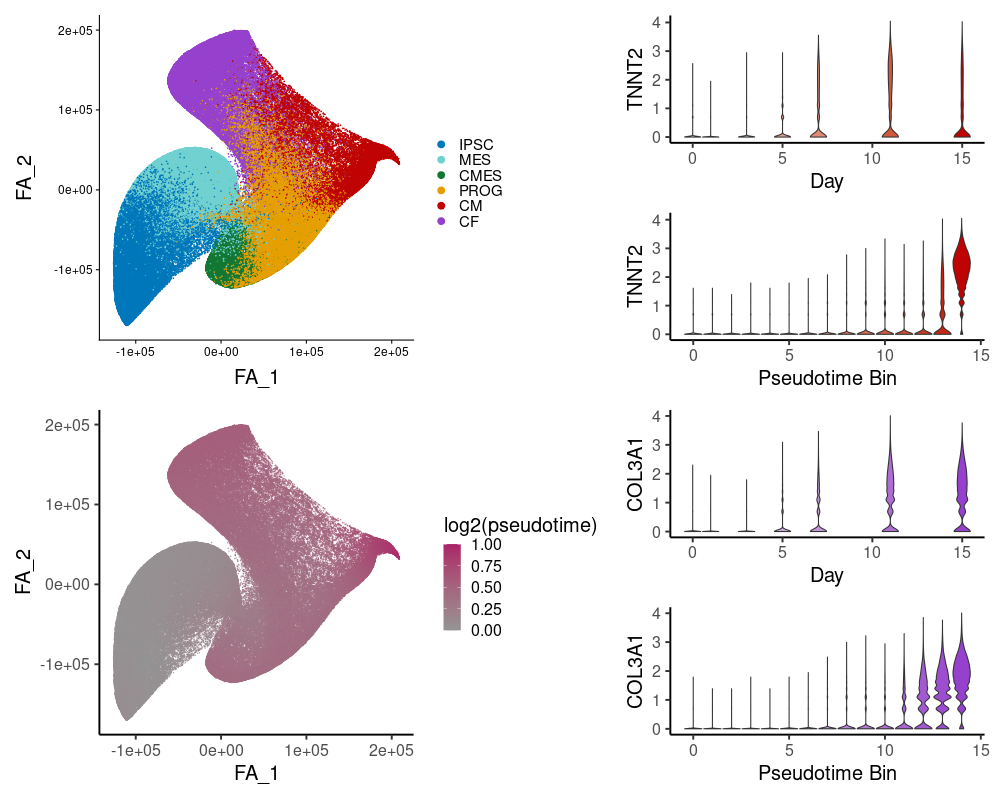 2e+05
1e+05
0e+00
-1e+05
FA_2
-1e+05 0e+00 1e+05 2e+05
FA_1
IPSC
MES
CMES
PROG
CM
CF
4
3
2
1
0
TNNT2
0 5 10 15
Day
4
3
2
1
0
TNNT2
0 5 10 15
Pseudotime Bin
2e+05
1e+05
0e+00
-1e+05
FA_2
-1e+05 0e+00 1e+05 2e+05
FA_1
log2(pseudotime)
1.00
0.75
0.50
0.25
0.00
4
3
2
1
0
COL3A1
0 5 10 15
Day
4
3
2
1
0
COL3A1
0 5 10 15
Pseudotime Bin